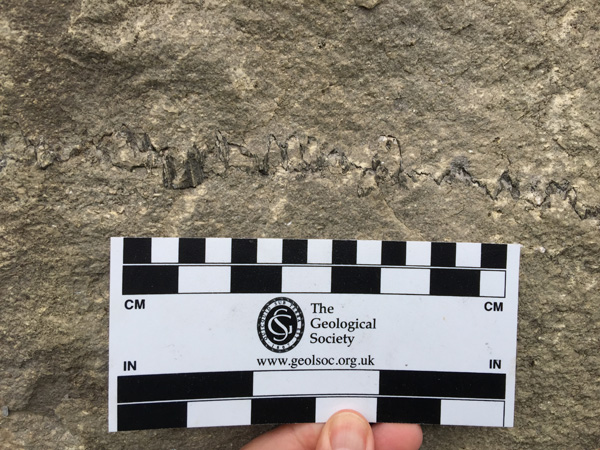 CM
CM
The
Geological
Society
www.geolsoc.org.uk
IN
IN